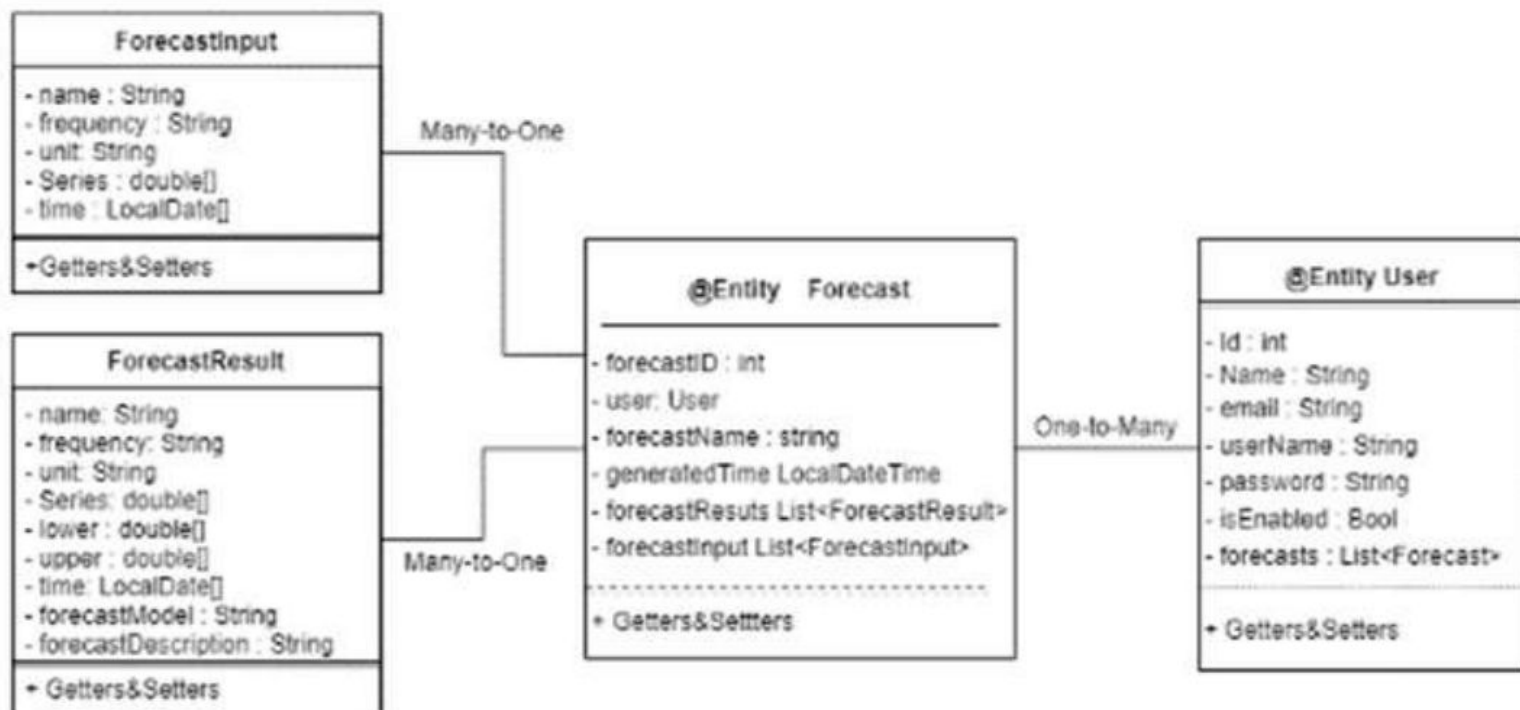 ForecastInput
- name : String
- frequency : String
- unit: String
- Series : double[]
- time : LocalDate[]
+Getters&Setters
Many-to-One
ForecastResult
- name: String
- frequency: String
- unit: String
- Series: double[]
- lower : double[]
- upper : double[]
- time: LocalDate[]
- forecastModel : String
- forecastDescription : String
+ Getters&Setters
Many-to-One
@Entity Forecast
- forecastID : int
- user: User
- forecastName : string
- generatedTime LocalDateTime
- forecastResuts List<ForecastResult>
- forecastInput List<ForecastInput>
+ Getters&Settters
One-to-Many
@Entity User
- Id : int
- Name : String
- email : String
- userName : String
- password : String
- isEnabled : Bool
- forecasts : List<Forecast>
+ Getters&Setters